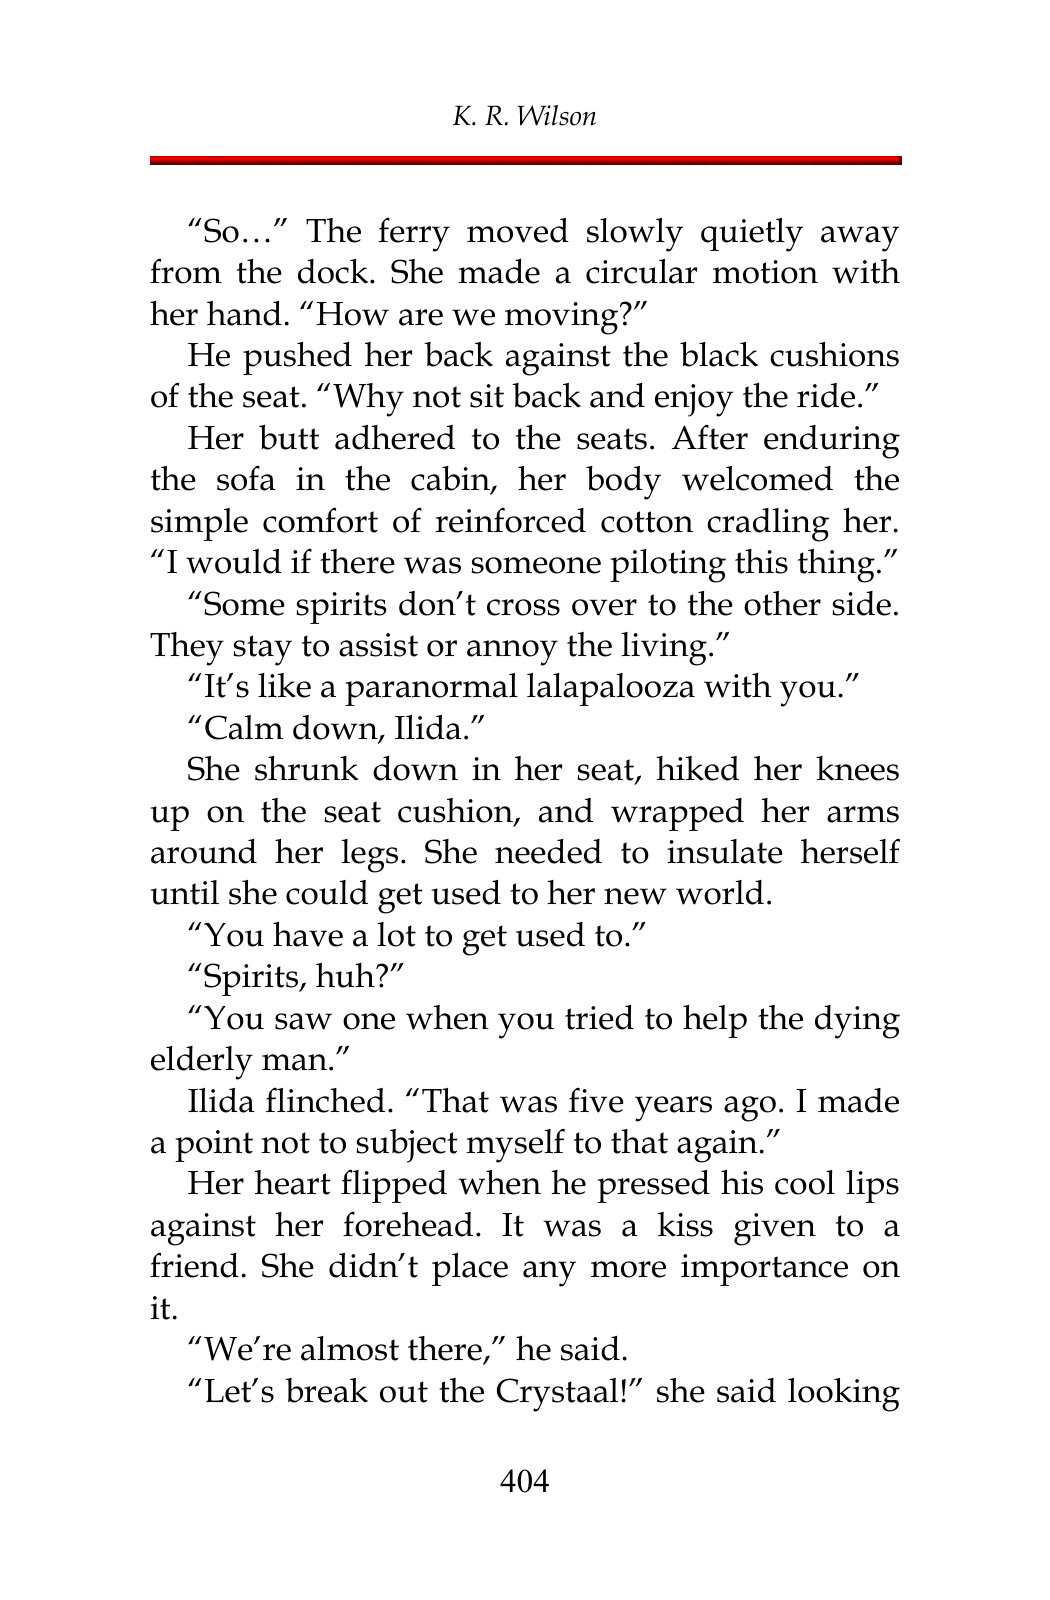 K. R. Wilson
“So…” The ferry moved slowly quietly away
from the dock. She made a circular motion with
her hand. “How are we moving?”
He pushed her back against the black cushions
of the seat. “Why not sit back and enjoy the ride.”
Her butt adhered to the seats. After enduring
the sofa in the cabin, her body welcomed the
simple comfort of reinforced cotton cradling her.
“I would if there was someone piloting this thing.”
“Some spirits don’t cross over to the other side.
They stay to assist or annoy the living.”
“It’s like a paranormal lalapalooza with you.”
“Calm down, Ilida.”
She shrunk down in her seat, hiked her knees
up on the seat cushion, and wrapped her arms
around her legs. She needed to insulate herself
until she could get used to her new world.
“You have a lot to get used to.”
“Spirits, huh?”
“You saw one when you tried to help the dying
elderly man.”
Ilida flinched. “That was five years ago. I made
a point not to subject myself to that again.”
Her heart flipped when he pressed his cool lips
against her forehead. It was a kiss given to a
friend. She didn’t place any more importance on
it.
“We’re almost there,” he said.
“Let’s break out the Crystaal!” she said looking
404